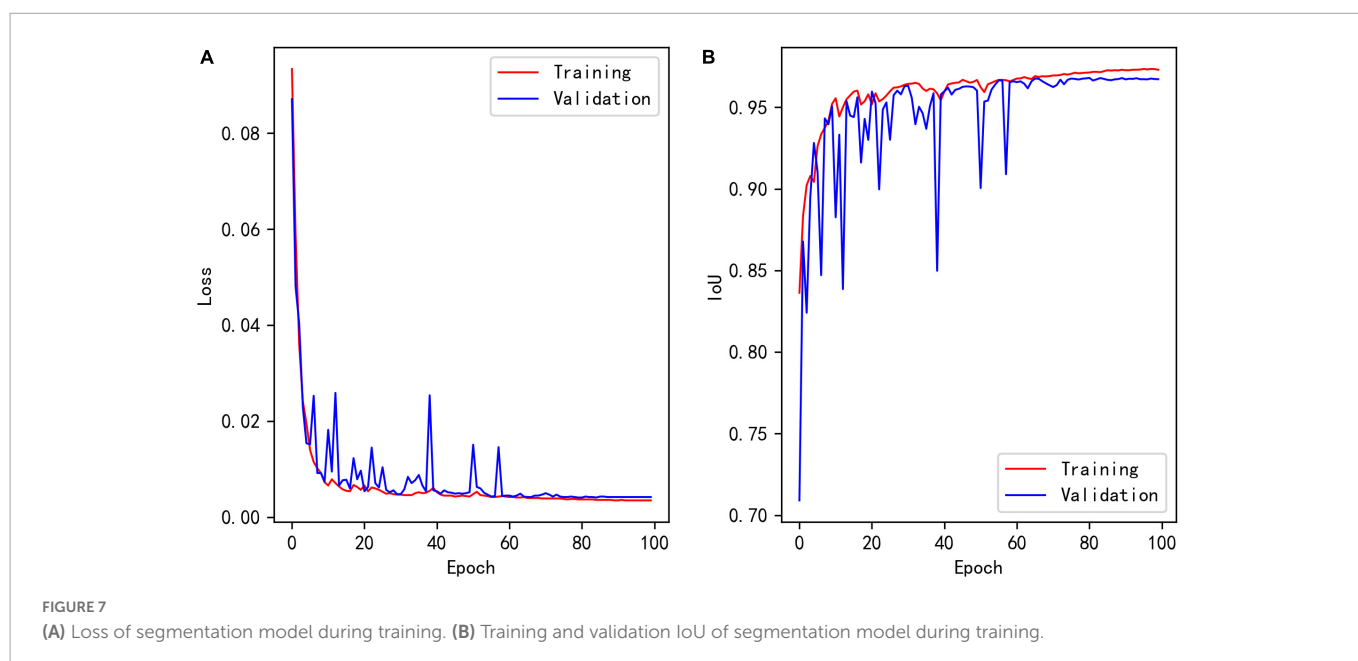 A
Training
Validation
0.08
0.06
0.04
0.02
0.00
Loss
0 20 40 60 80 100
Epoch
B
0.95
0.90
0.85
0.80
0.75
0.70
IoU
Training
Validation
0 20 40 60 80 100
Epoch
FIGURE 7
(A) Loss of segmentation model during training. (B) Training and validation IoU of segmentation model during training.